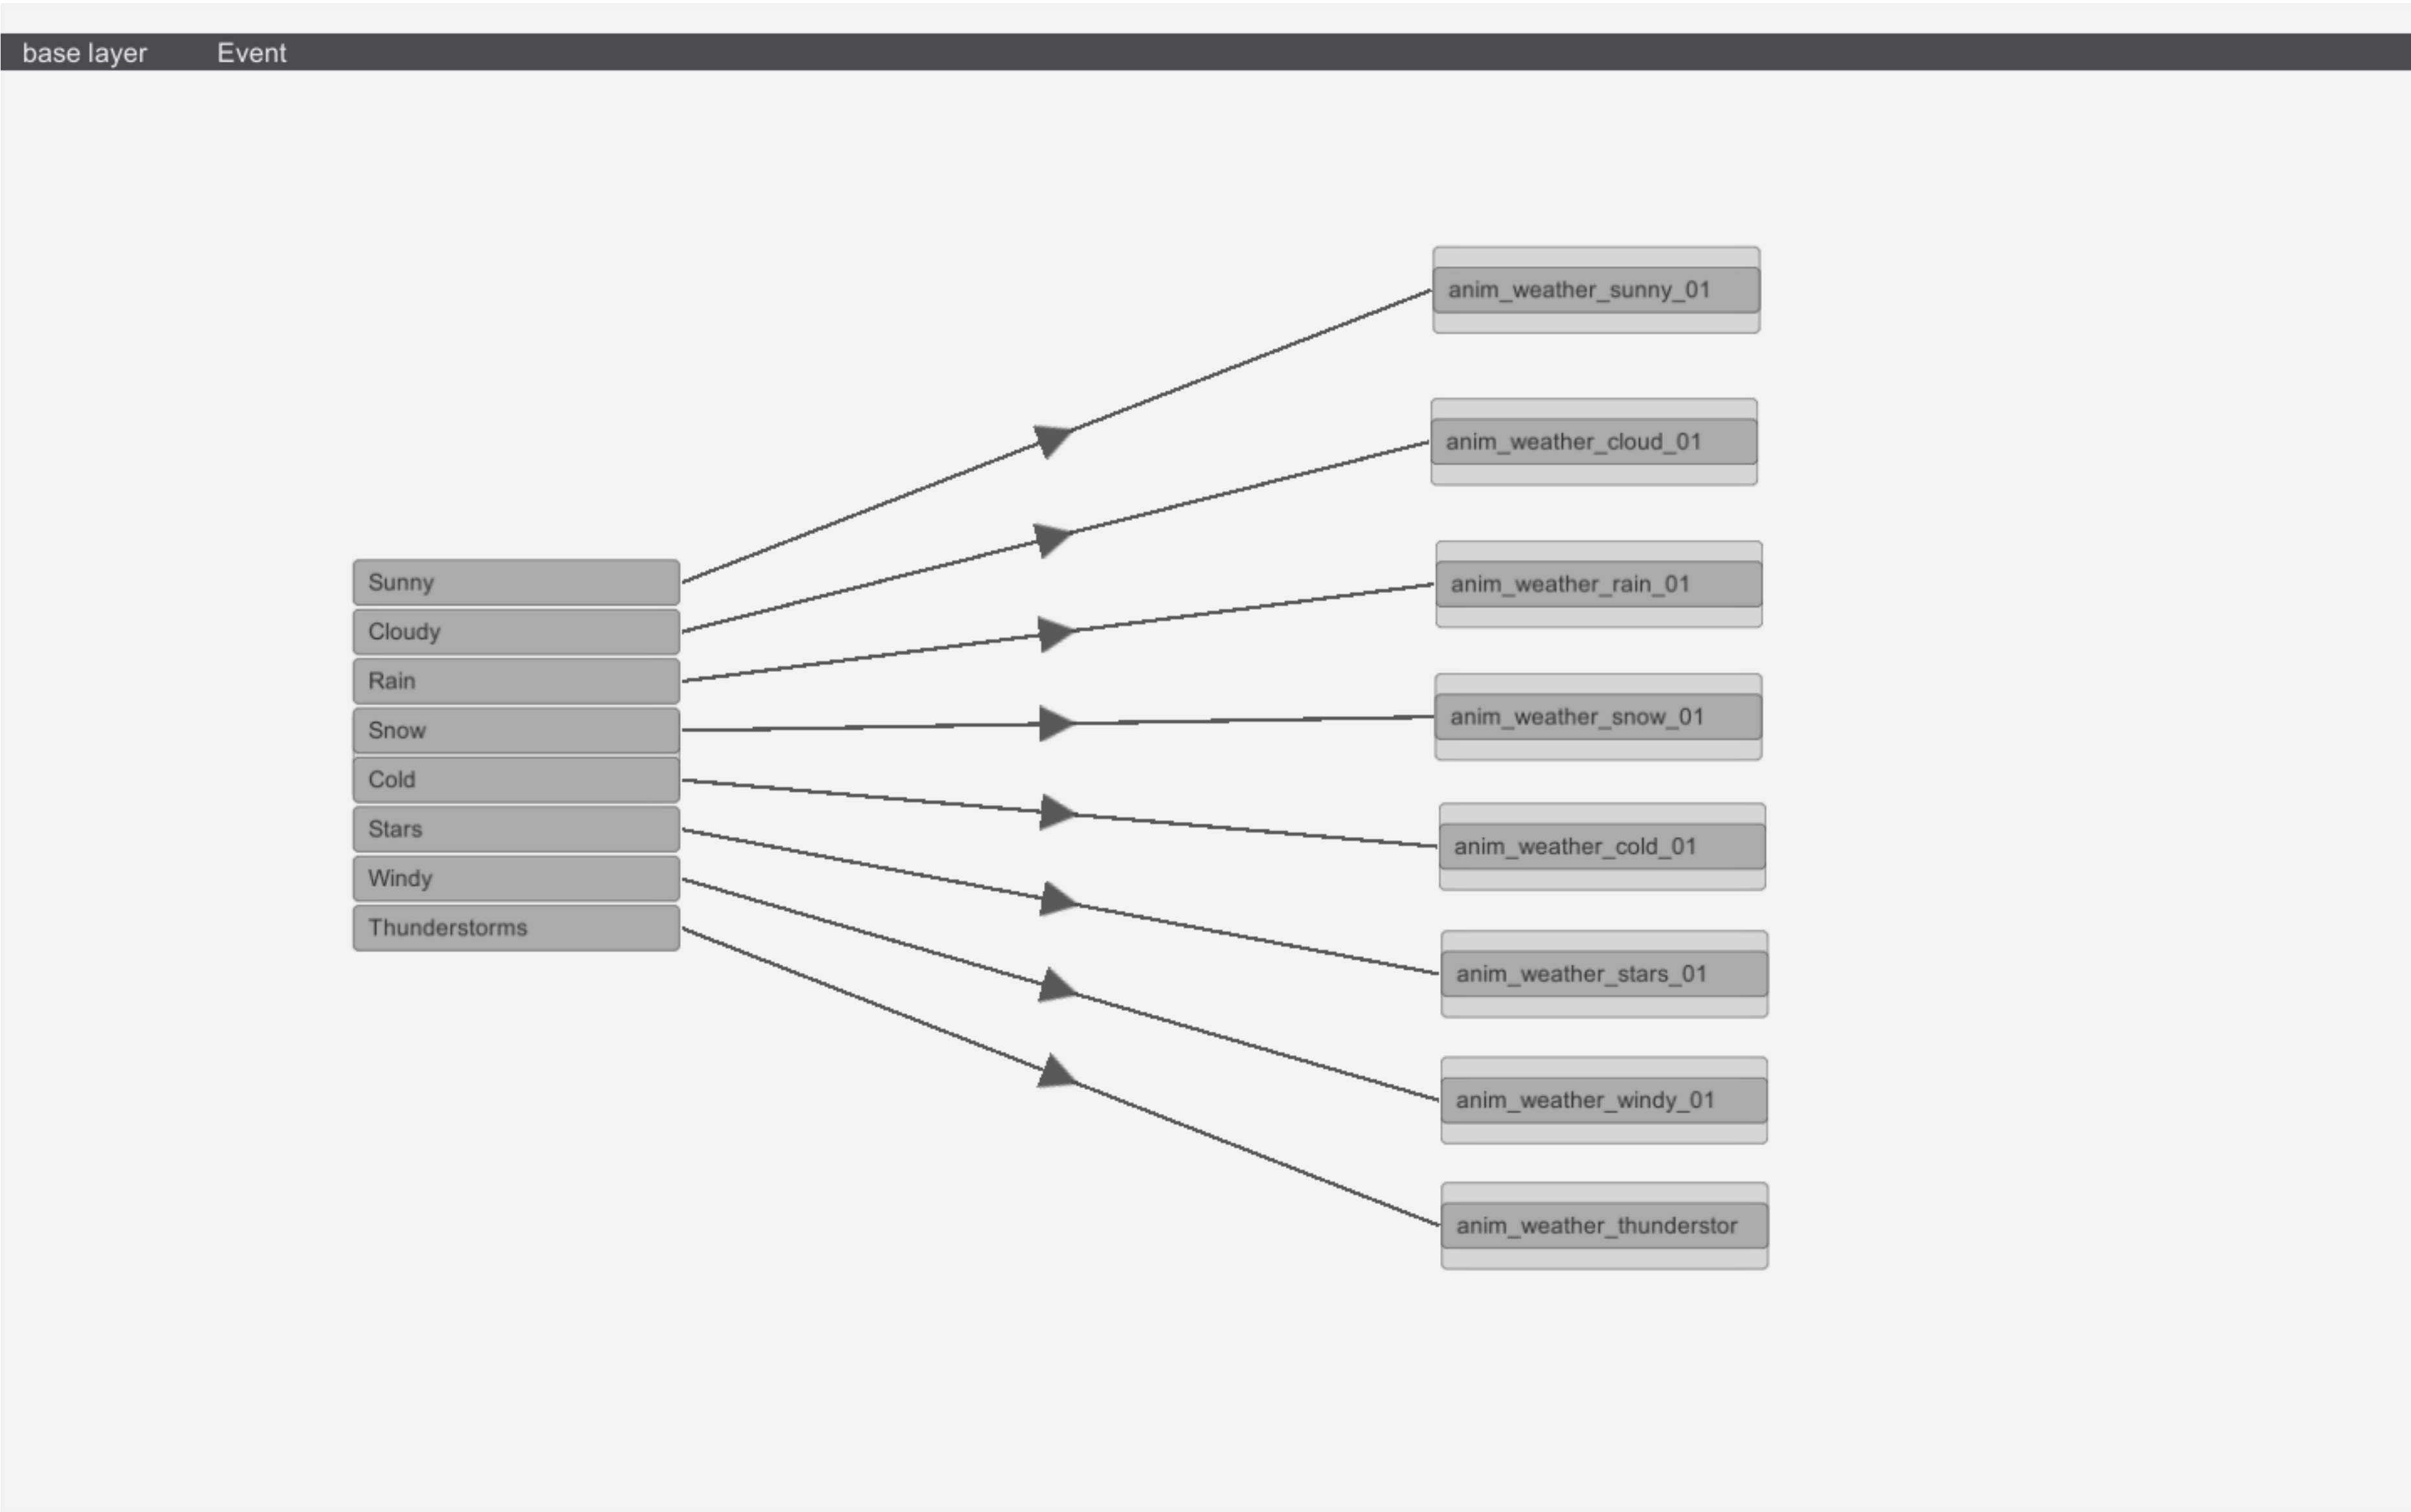 base layer Event
Sunny
Cloudy
Rain
Snow
Cold
Stars
Windy
Thunderstorms
anim_weather_sunny_01
anim_weather_cloud_01
anim_weather_rain_01
anim_weather_snow_01
anim_weather_cold_01
anim_weather_stars_01
anim_weather_windy_01
anim_weather_thunderstor